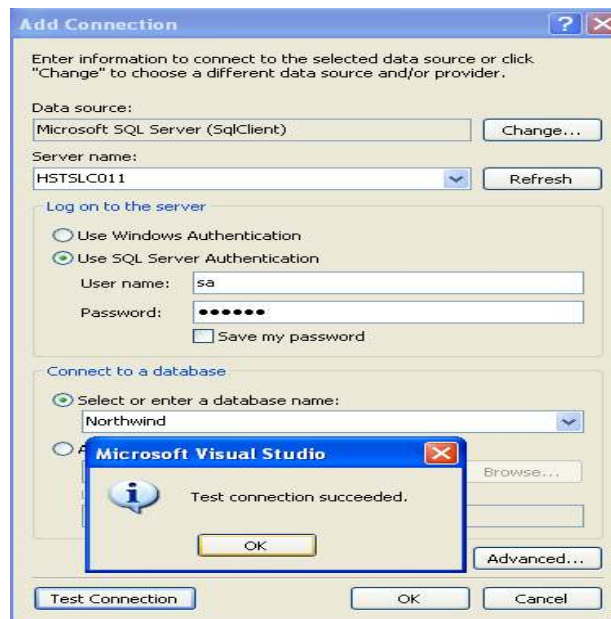 Add Connection
Enter information to connect to the selected data source or click
"Change" to choose a different data source and/or provider.
Data source:
Microsoft SQL Server (SqlClient)
Change...
Server name:
HSTSLC011
Refresh
Log on to the server
Use Windows Authentication
Use SQL Server Authentication
User name:
sa
Password:
●●●●●●
Save my password
Connect to a database
Select or enter a database name:
Northwind
Microsoft Visual Studio
Browse...
Test connection succeeded.
OK
Advanced...
Test Connection
OK
Cancel